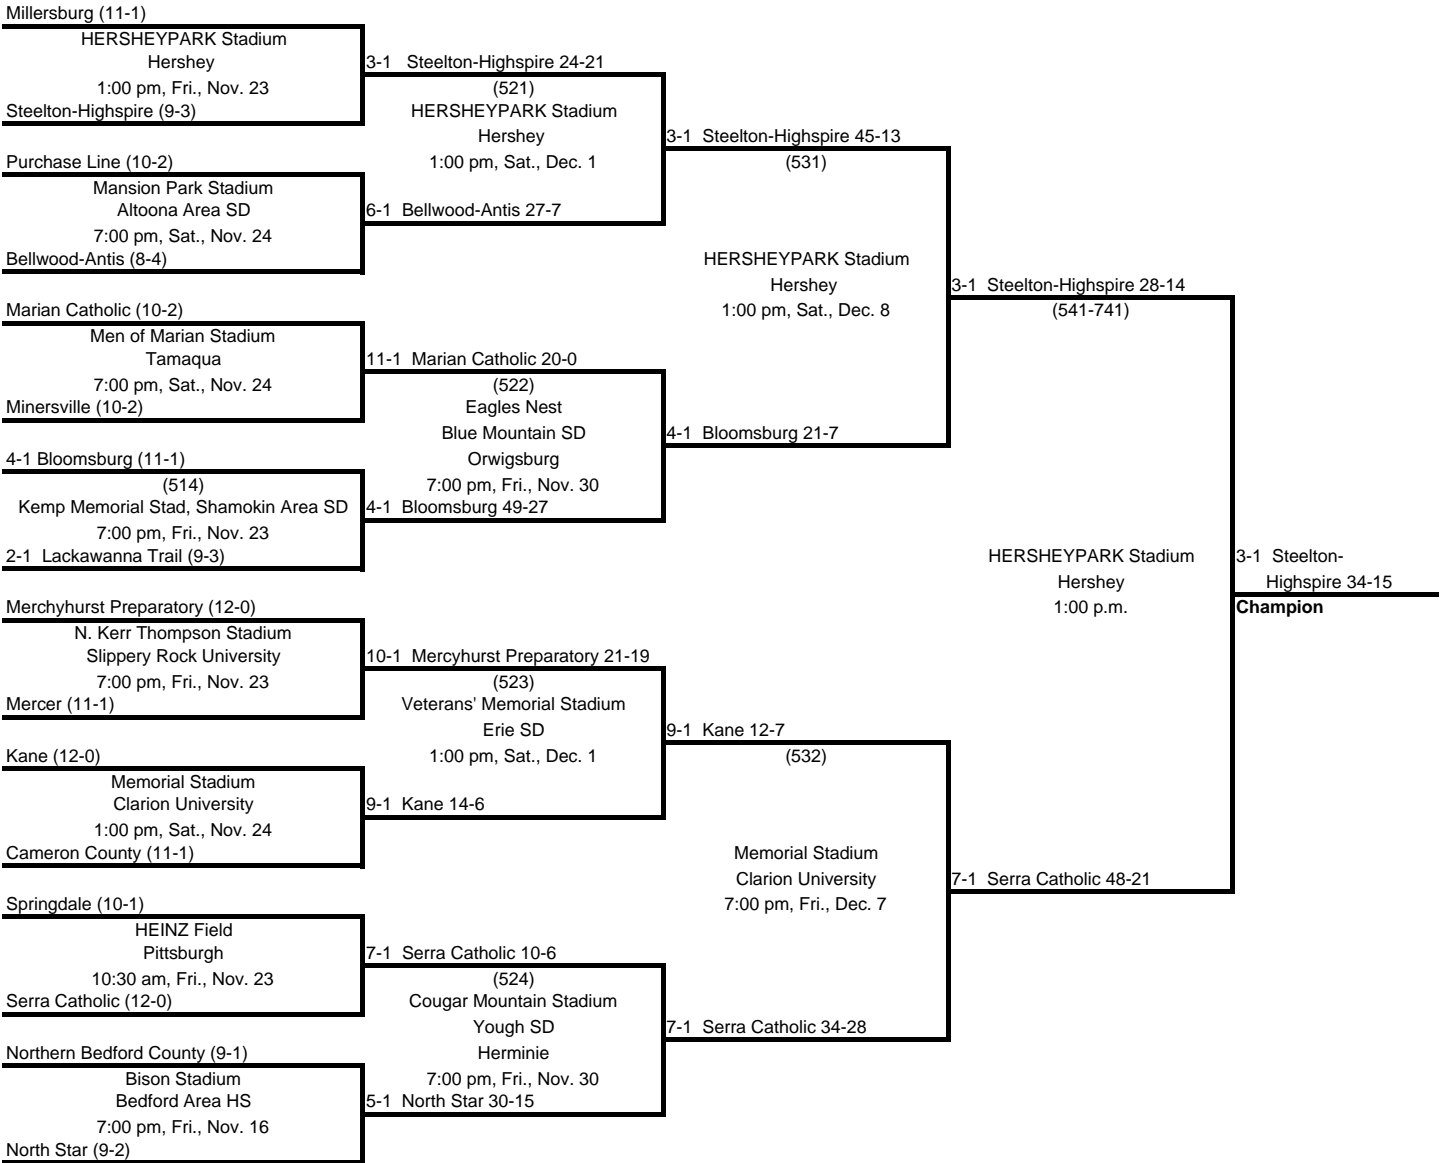 Millersburg (11-1)
HERSHEYPARK Stadium
Hershey
1:00 pm, Fri., Nov. 23
Steelton-Highspire (9-3)
Purchase Line (10-2)
Mansion Park Stadium
Altoona Area SD
7:00 pm, Sat., Nov. 24
Bellwood-Antis (8-4)
Marian Catholic (10-2)
Men of Marian Stadium
Tamaqua
7:00 pm, Sat., Nov. 24
Minersville (10-2)
4-1 Bloomsburg (11-1)
(514)
Kemp Memorial Stad, Shamokin Area SD
7:00 pm, Fri., Nov. 23
2-1 Lackawanna Trail (9-3)
Merchyhurst Preparatory (12-0)
N. Kerr Thompson Stadium
Slippery Rock University
7:00 pm, Fri., Nov. 23
Mercer (11-1)
Kane (12-0)
Memorial Stadium
Clarion University
1:00 pm, Sat., Nov. 24
Cameron County (11-1)
Springdale (10-1)
HEINZ Field
Pittsburgh
10:30 am, Fri., Nov. 23
Serra Catholic (12-0)
Northern Bedford County (9-1)
Bison Stadium
Bedford Area HS
7:00 pm, Fri., Nov. 16
North Star (9-2)
3-1 Steelton-Highspire 24-21
(521)
HERSHEYPARK Stadium
Hershey
1:00 pm, Sat., Dec. 1
6-1 Bellwood-Antis 27-7
11-1 Marian Catholic 20-0
(522)
Eagles Nest
Blue Mountain SD
Orwigsburg
7:00 pm, Fri., Nov. 30
4-1 Bloomsburg 49-27
10-1 Mercyhurst Preparatory 21-19
(523)
Veterans' Memorial Stadium
Erie SD
1:00 pm, Sat., Dec. 1
9-1 Kane 14-6
7-1 Serra Catholic 10-6
(524)
Cougar Mountain Stadium
Yough SD
Herminie
7:00 pm, Fri., Nov. 30
5-1 North Star 30-15
3-1 Steelton-Highspire 45-13
(531)
HERSHEYPARK Stadium
Hershey
1:00 pm, Sat., Dec. 8
4-1 Bloomsburg 21-7
9-1 Kane 12-7
(532)
Memorial Stadium
Clarion University
7:00 pm, Fri., Dec. 7
7-1 Serra Catholic 34-28
3-1 Steelton-Highspire 28-14
(541-741)
HERSHEYPARK Stadium
Hershey
1:00 p.m.
7-1 Serra Catholic 48-21
3-1 Steelton-
Highspire 34-15
Champion